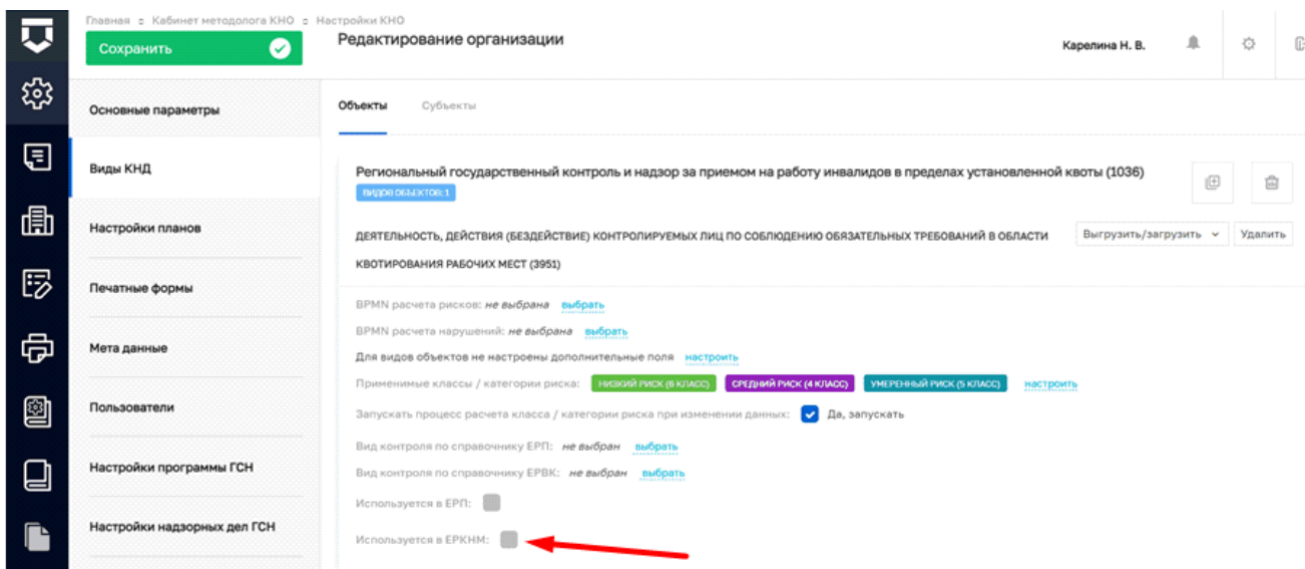 Главная Кабинет методолога КНО Настройки КНО
Сохранить
Редактирование организации
Карелина Н. В.
Основные параметры
Виды КНД
Настройки планов
Печатные формы
Мета данные
Пользователи
Настройки программы ГСН
Настройки надзорных дел ГСН
Объекты Субъекты
Региональный государственный контроль и надзор за приемом на работу инвалидов в пределах установленной квоты (1036)
ВИДОВ ОБЪЕКТОВ: 1
ДЕЯТЕЛЬНОСТЬ, ДЕЙСТВИЯ (БЕЗДЕЙСТВИЕ) КОНТРОЛИРУЕМЫХ ЛИЦ ПО СОБЛЮДЕНИЮ ОБЯЗАТЕЛЬНЫХ ТРЕБОВАНИЙ В ОБЛАСТИ
КВОТИРОВАНИЯ РАБОЧИХ МЕСТ (3951)
Выгрузить/загрузить Удалить
BPMN расчета рисков: не выбрана выбрать
BPMN расчета нарушений: не выбрана выбрать
Для видов объектов не настроены дополнительные поля настроить
Применимые классы / категории риска: НИЗКИЙ РИСК (6 КЛАСС) СРЕДНИЙ РИСК (4 КЛАСС) УМЕРЕННЫЙ РИСК (5 КЛАСС) настроить
Запускать процесс расчета класса / категории риска при изменении данных: Да, запускать
Вид контроля по справочнику ЕРП: не выбран выбрать
Вид контроля по справочнику ЕРВК: не выбран выбрать
Используется в ЕРП:
Используется в ЕРКНМ: